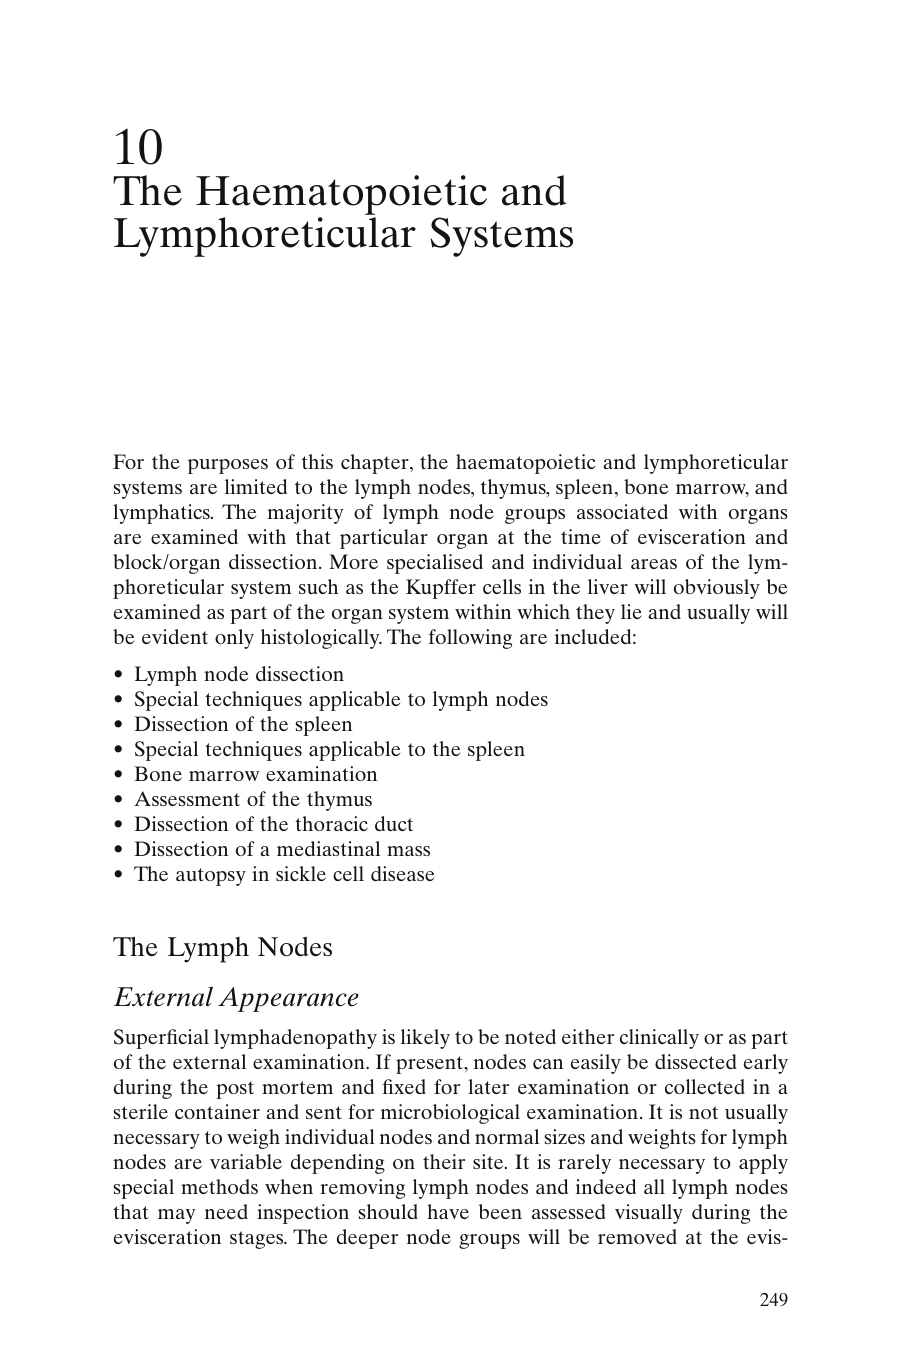 10
The Haematopoietic and
Lymphoreticular Systems
For the purposes of this chapter, the haematopoietic and lymphoreticular
systems are limited to the lymph nodes, thymus, spleen, bone marrow, and
lymphatics. The majority of lymph node groups associated with organs
are examined with that particular organ at the time of evisceration and
block/organ dissection. More specialised and individual areas of the lym-
phoreticular system such as the Kupffer cells in the liver will obviously be
examined as part of the organ system within which they lie and usually will
be evident only histologically. The following are included:
• Lymph node dissection
• Special techniques applicable to lymph nodes
• Dissection of the spleen
• Special techniques applicable to the spleen
• Bone marrow examination
• Assessment of the thymus
• Dissection of the thoracic duct
• Dissection of a mediastinal mass
• The autopsy in sickle cell disease
The Lymph Nodes
External Appearance
Superficial lymphadenopathy is likely to be noted either clinically or as part
of the external examination. If present, nodes can easily be dissected early
during the post mortem and fixed for later examination or collected in a
sterile container and sent for microbiological examination. It is not usually
necessary to weigh individual nodes and normal sizes and weights for lymph
nodes are variable depending on their site. It is rarely necessary to apply
special methods when removing lymph nodes and indeed all lymph nodes
that may need inspection should have been assessed visually during the
evisceration stages. The deeper node groups will be removed at the evis-
249